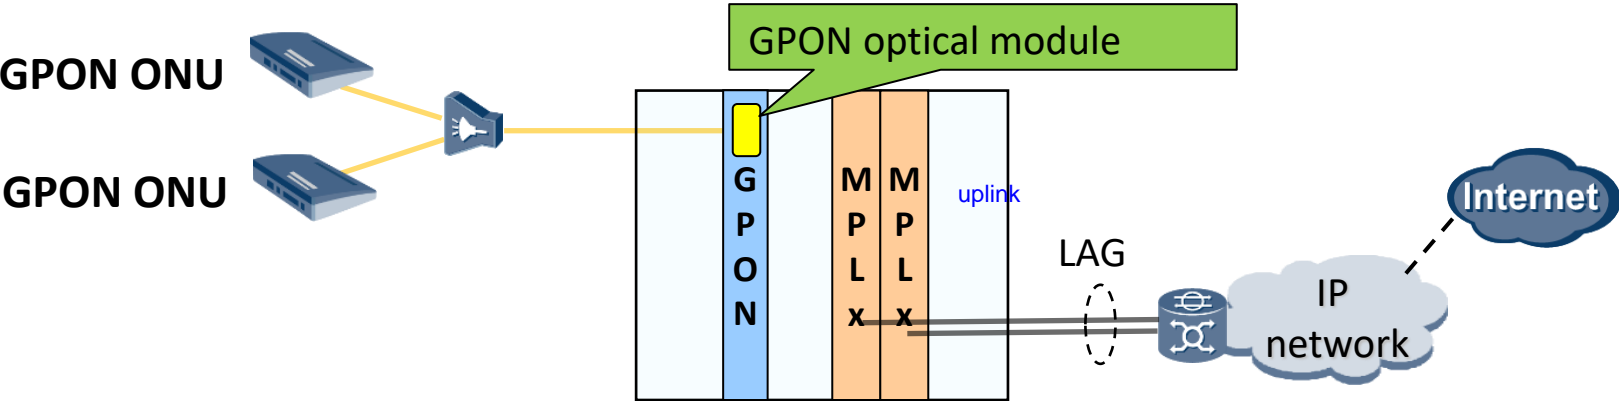 GPON optical module
GPON ONU
GPON ONU
G
P
O
N
M
P
L
x
M
P
L
x
uplink
LAG
IP
network
Internet